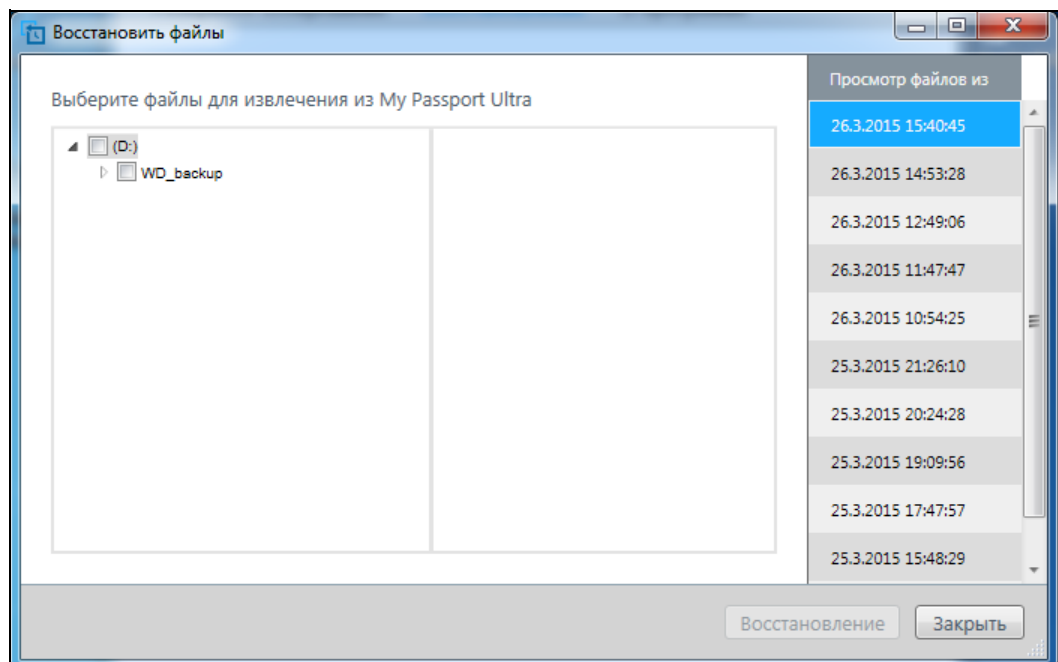 Восстановить файлы
Выберите файлы для извлечения из My Passport Ultra
(D:)
WD_backup
Просмотр файлов из
26.3.2015 15:40:45
26.3.2015 14:53:28
26.3.2015 12:49:06
26.3.2015 11:47:47
26.3.2015 10:54:25
25.3.2015 21:26:10
25.3.2015 20:24:28
25.3.2015 19:09:56
25.3.2015 17:47:57
25.3.2015 15:48:29
Восстановление
Закрыть